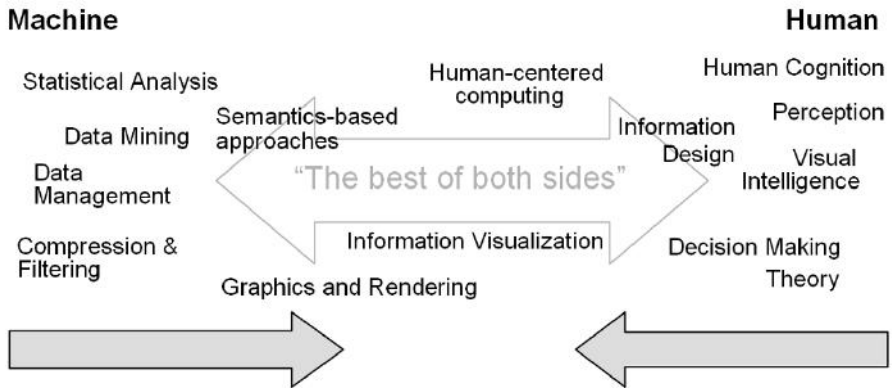 Machine
Human
Statistical Analysis
Human-centered
computing
Human Cognition
Semantics-based
approaches
Perception
Data Mining
Information
Design
Visual
Intelligence
Data
Management
"The best of both sides"
Compression &
Filtering
Information Visualization
Decision Making
Theory
Graphics and Rendering